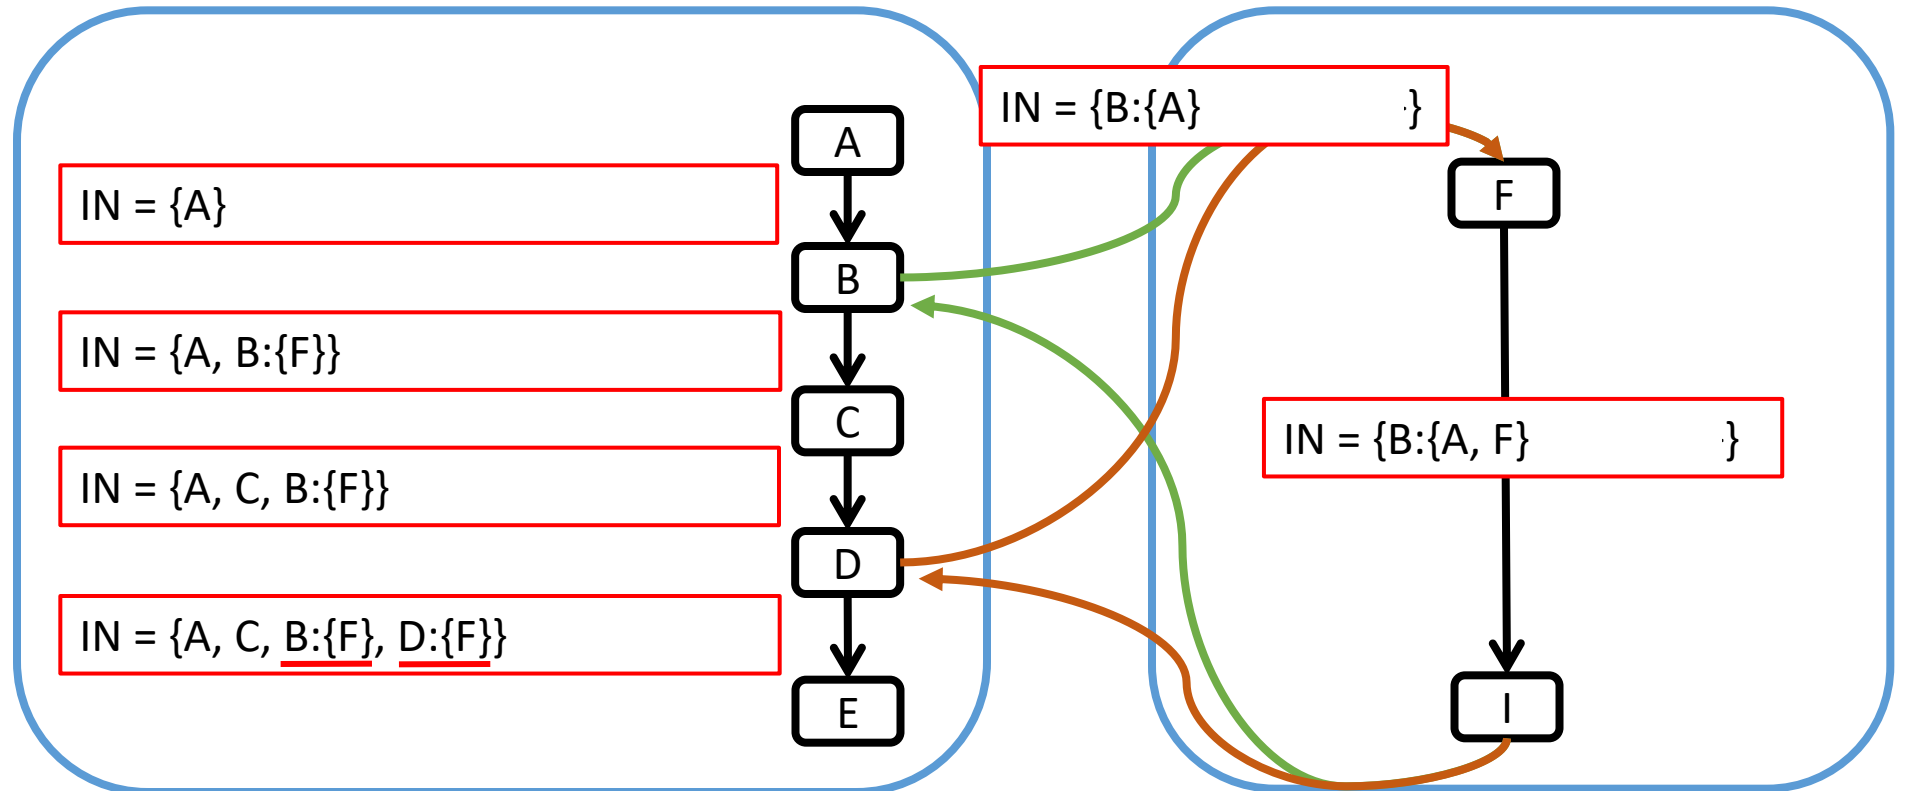 IN = {B:{A} }
A
F
IN = {A}
B
IN = {A, B:{F}}
C
IN = {B:{A, F} }
IN = {A, C, B:{F}}
D
IN = {A, C, B:{F}, D:{F}}
E
I